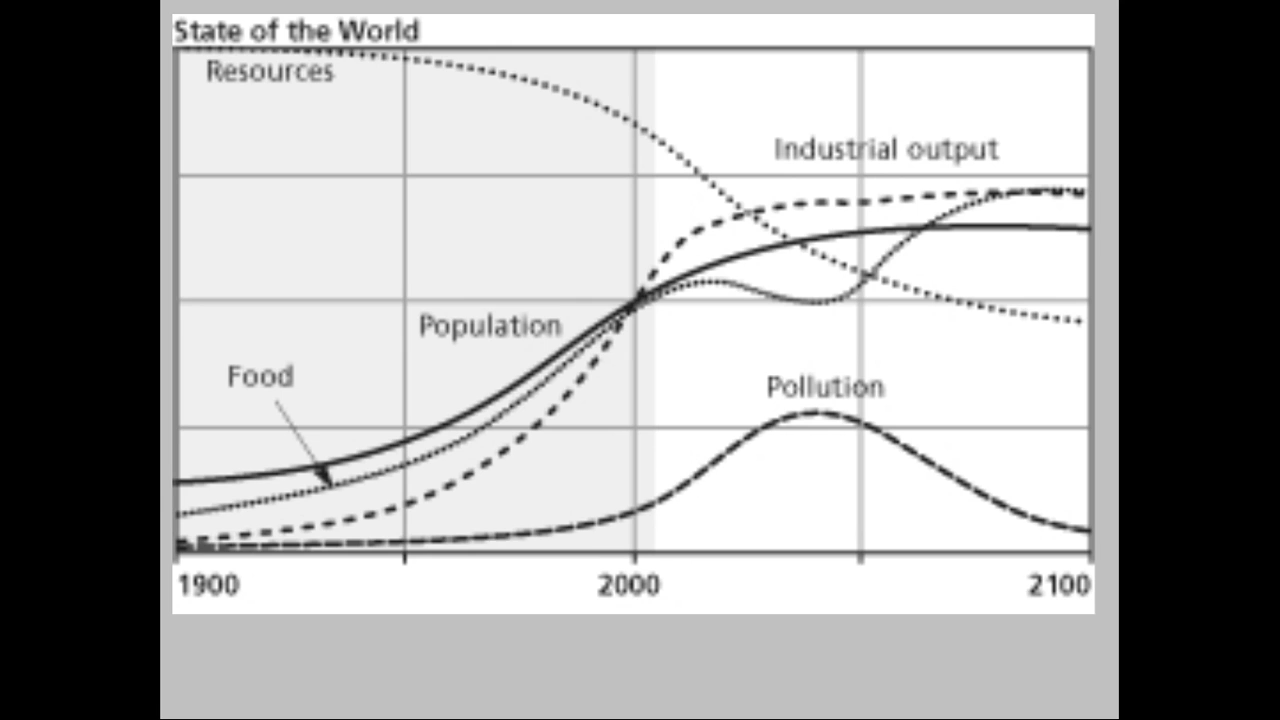 State of the World
Resources
Industrial output
Population
Food
Pollution
1900 2000 2100